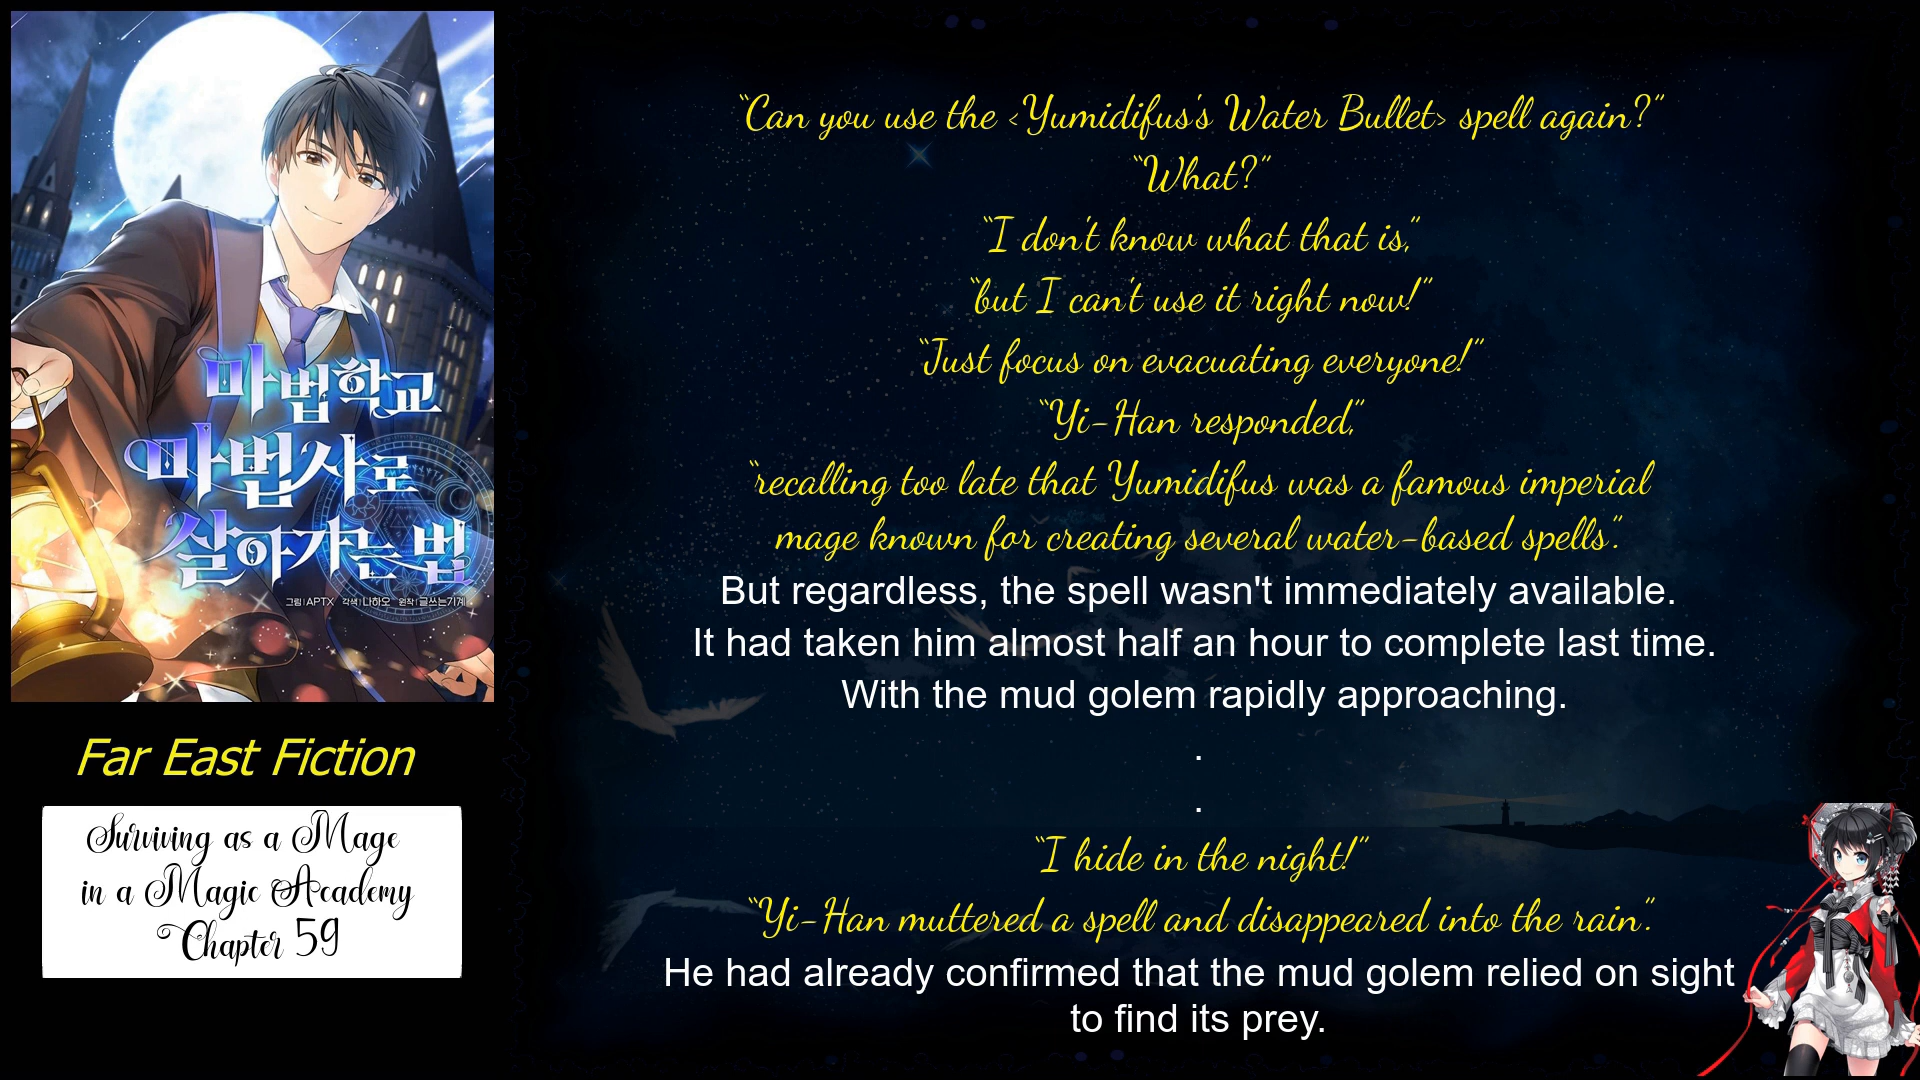 마법학교
마법사로
살아가는 법
그림|APTX 각색|나하오 원작|글쓰는기계
Far East Fiction
Surviving as a Mage
in a Magic Academy
Chapter 59
“Can you use the <Yumidifus's Water Bullet> spell again?”
“What?”
“I don't know what that is,”
“but I can't use it right now!”
“Just focus on evacuating everyone!”
“Yi-Han responded,”
“recalling too late that Yumidifus was a famous imperial
mage known for creating several water-based spells”.
But regardless, the spell wasn't immediately available.
It had taken him almost half an hour to complete last time.
With the mud golem rapidly approaching.
.
.
“I hide in the night!”
“Yi-Han muttered a spell and disappeared into the rain”.
He had already confirmed that the mud golem relied on sight
to find its prey.